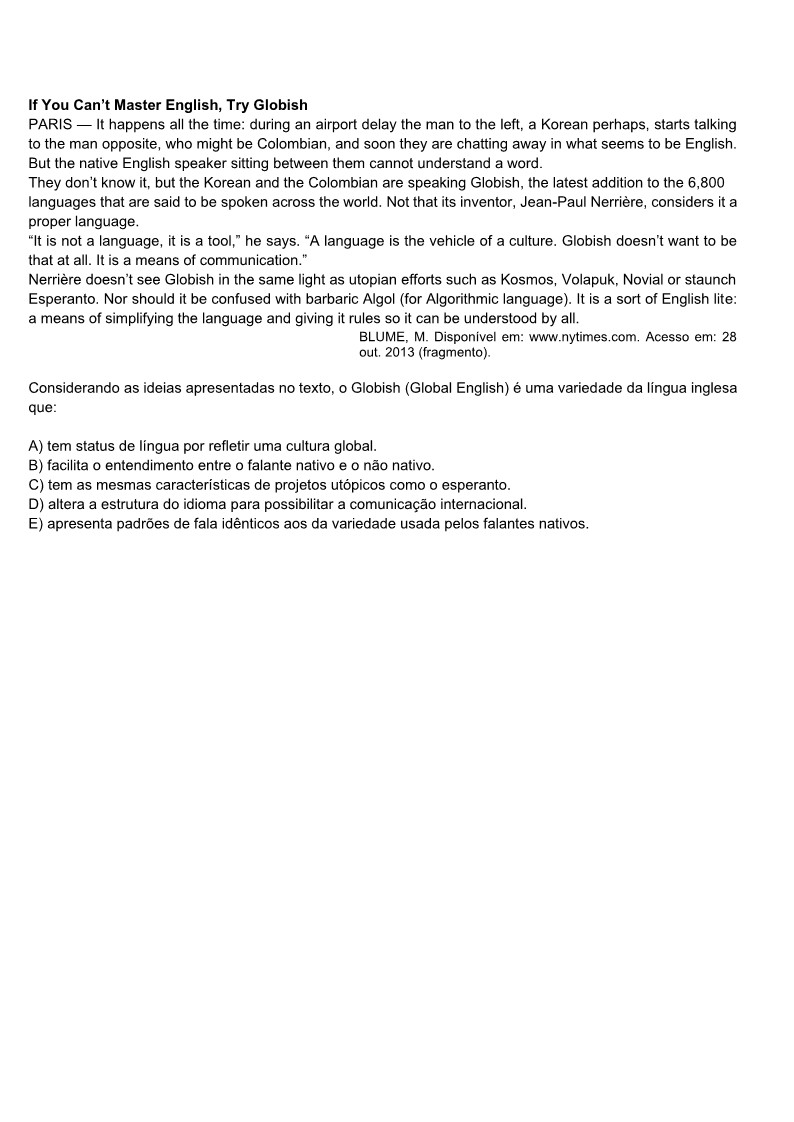 If You Can’t Master English, Try Globish
PARIS — It happens all the time: during an airport delay the man to the left, a Korean perhaps, starts talking
to the man opposite, who might be Colombian, and soon they are chatting away in what seems to be English.
But the native English speaker sitting between them cannot understand a word.
They don’t know it, but the Korean and the Colombian are speaking Globish, the latest addition to the 6,800
languages that are said to be spoken across the world. Not that its inventor, Jean-Paul Nerrière, considers it a
proper language.
“It is not a language, it is a tool,” he says. “A language is the vehicle of a culture. Globish doesn’t want to be
that at all. It is a means of communication.”
Nerrière doesn’t see Globish in the same light as utopian efforts such as Kosmos, Volapuk, Novial or staunch
Esperanto. Nor should it be confused with barbaric Algol (for Algorithmic language). It is a sort of English lite:
a means of simplifying the language and giving it rules so it can be understood by all.
BLUME, M. Disponível em: www.nytimes.com. Acesso em: 28
out. 2013 (fragmento).
Considerando as ideias apresentadas no texto, o Globish (Global English) é uma variedade da língua inglesa
que:
A) tem status de língua por refletir uma cultura global.
B) facilita o entendimento entre o falante nativo e o não nativo.
C) tem as mesmas características de projetos utópicos como o esperanto.
D) altera a estrutura do idioma para possibilitar a comunicação internacional.
E) apresenta padrões de fala idênticos aos da variedade usada pelos falantes nativos.